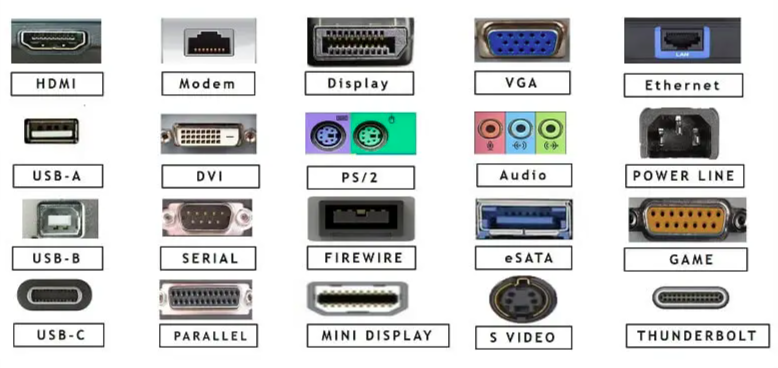 HDMI
Modem
Display
VGA
LAN
Ethernet
USB-A
DVI
PS/2
Audio
POWER LINE
USB-B
SERIAL
FIREWIRE
eSATA
GAME
USB-C
PARALLEL
MINI DISPLAY
S VIDEO
THUNDERBOLT